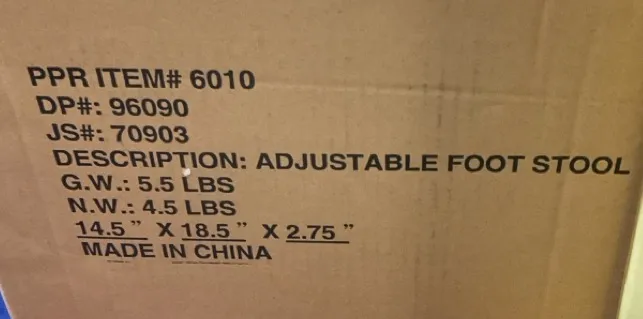 PPR ITEM# 6010
DP#: 96090
JS#: 70903
DESCRIPTION: ADJUSTABLE FOOT STOOL
G.W.: 5.5 LBS
N.W.: 4.5 LBS
14.5 " X 18.5 " X 2.75 "
MADE IN CHINA